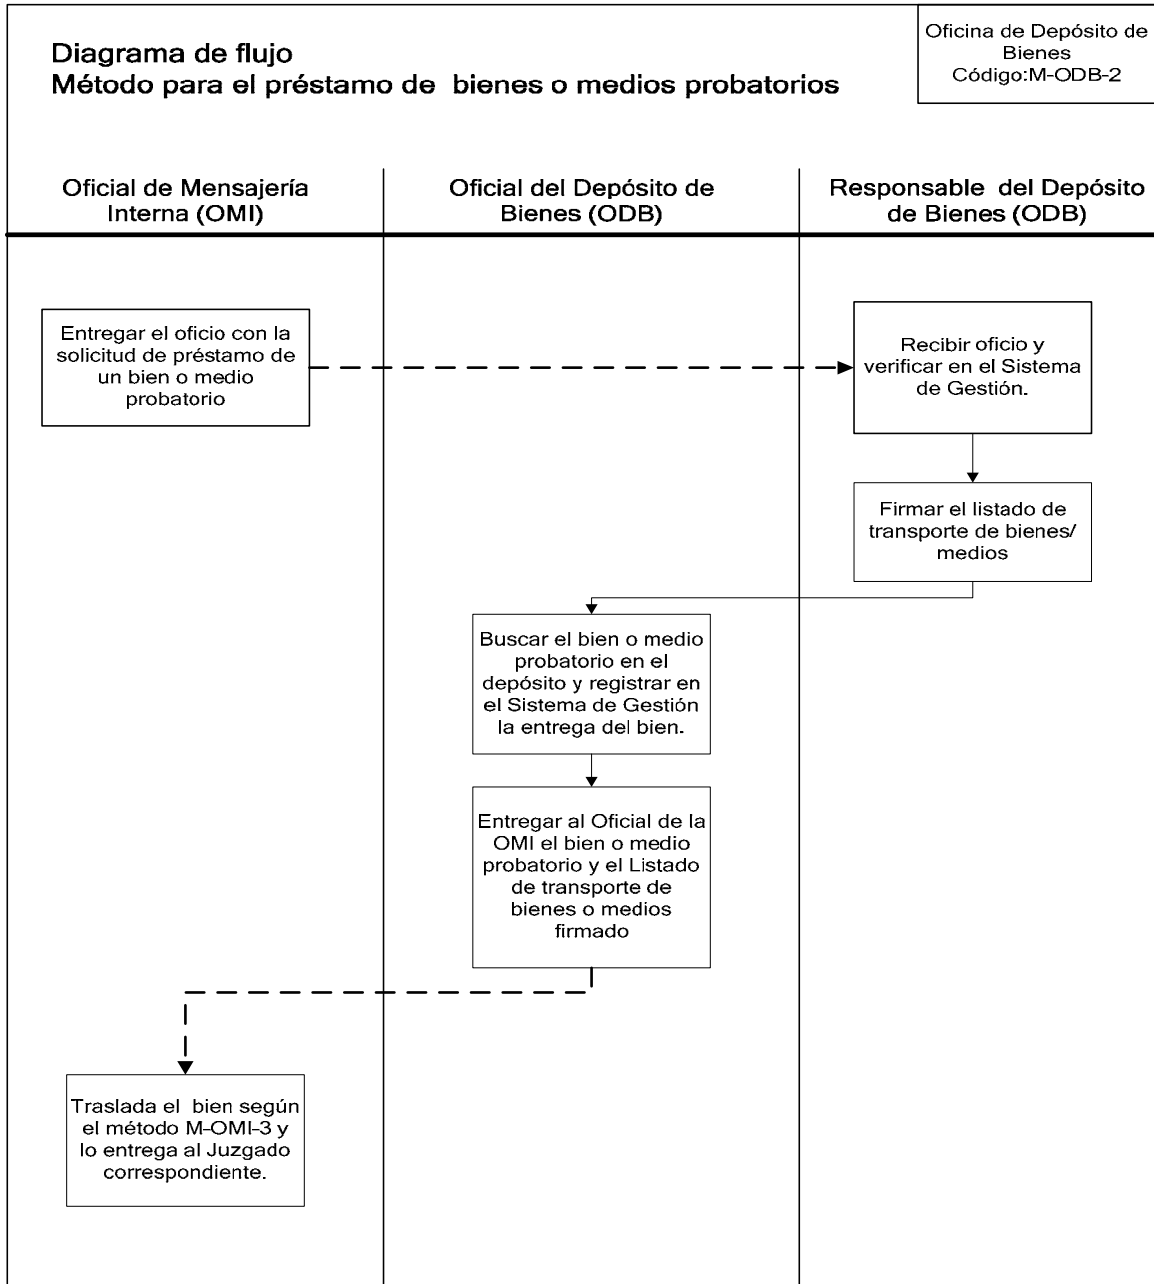 Diagrama de flujo
Método para el préstamo de bienes o medios probatorios
Oficina de Depósito de
Bienes
Código:M-ODB-2
Oficial de Mensajería
Interna (OMI)
Oficial del Depósito de
Bienes (ODB)
Responsable del Depósito
de Bienes (ODB)
Entregar el oficio con la
solicitud de préstamo de
un bien o medio
probatorio
Recibir oficio y
verificar en el Sistema
de Gestión.
Firmar el listado de
transporte de bienes/
medios
Buscar el bien o medio
probatorio en el
depósito y registrar en
el Sistema de Gestión
la entrega del bien.
Entregar al Oficial de la
OMI el bien o medio
probatorio y el Listado
de transporte de
bienes o medios
firmado
Traslada el bien según
el método M-OMI-3 y
lo entrega al Juzgado
correspondiente.